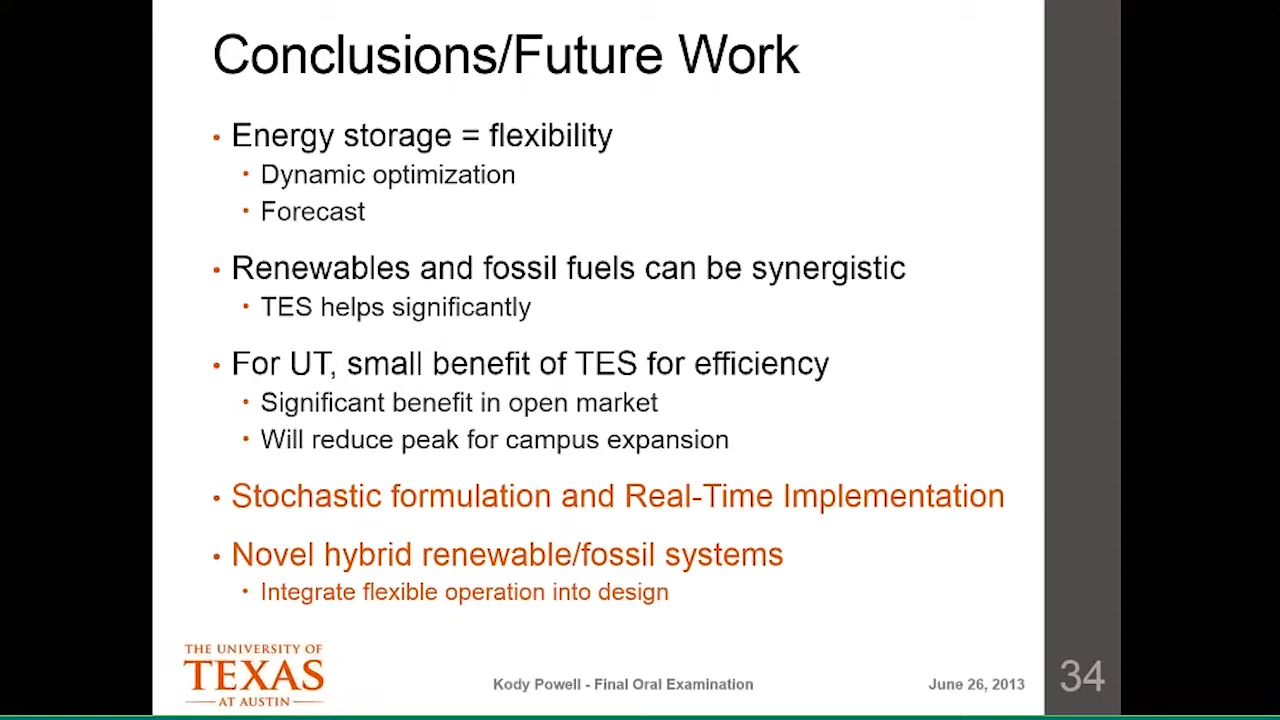 Conclusions/Future Work
• Energy storage = flexibility
• Dynamic optimization
• Forecast
• Renewables and fossil fuels can be synergistic
• TES helps significantly
• For UT, small benefit of TES for efficiency
• Significant benefit in open market
• Will reduce peak for campus expansion
• Stochastic formulation and Real-Time Implementation
• Novel hybrid renewable/fossil systems
• Integrate flexible operation into design
THE UNIVERSITY OF
TEXAS
AT AUSTIN
Kody Powell - Final Oral Examination
June 26, 2013
34